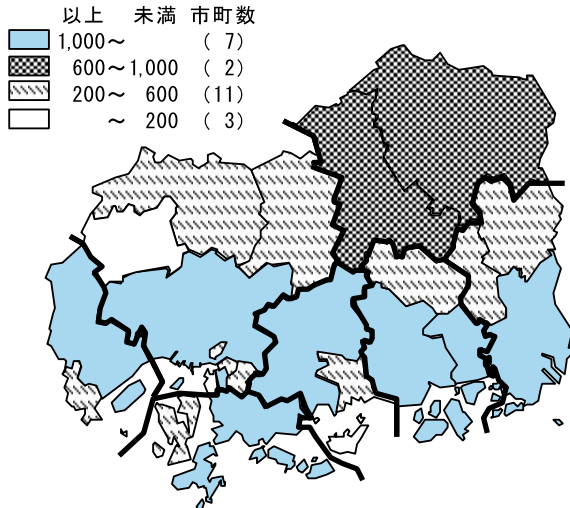 以上 未満 市町数
1,000～ ( 7)
600～1,000 ( 2)
200～ 600 (11)
～ 200 ( 3)